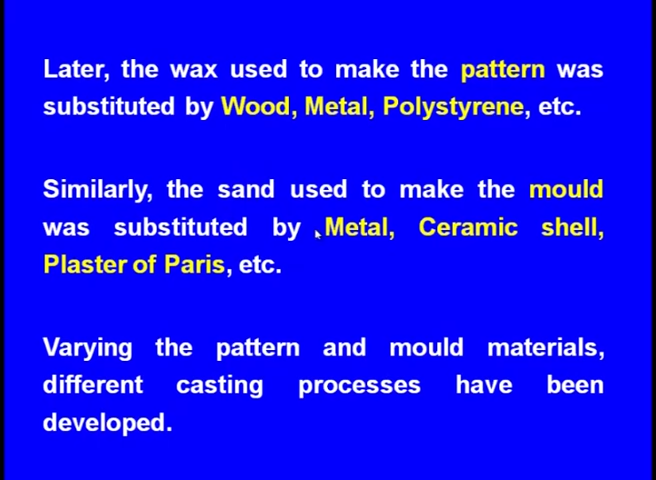 Later, the wax used to make the pattern was
substituted by Wood, Metal, Polystyrene, etc.
Similarly, the sand used to make the mould
was substituted by Metal, Ceramic shell,
Plaster of Paris, etc.
Varying the pattern and mould materials,
different casting processes have been
developed.